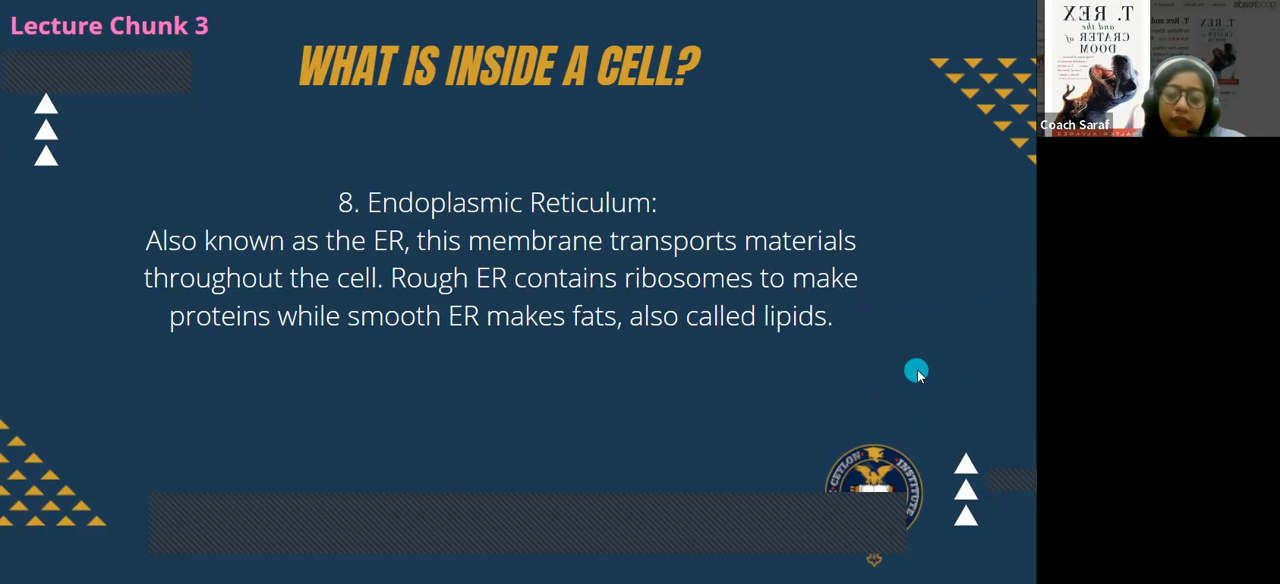 Lecture Chunk 3
WHAT IS INSIDE A CELL?
8. Endoplasmic Reticulum:
Also known as the ER, this membrane transports materials
throughout the cell. Rough ER contains ribosomes to make
proteins while smooth ER makes fats, also called lipids.
CEYLON INSTITUTE
T. REX
and the
CRATER of
DOOM
Coach Saraf